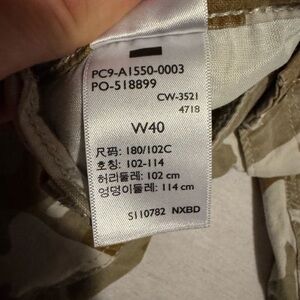 PC9-A1550-0003
PO-518899
CW-3521
4718
W40
尺码: 180/102C
호칭: 102-114
허리둘레: 102 cm
엉덩이둘레: 114 cm
S110782 NXBD